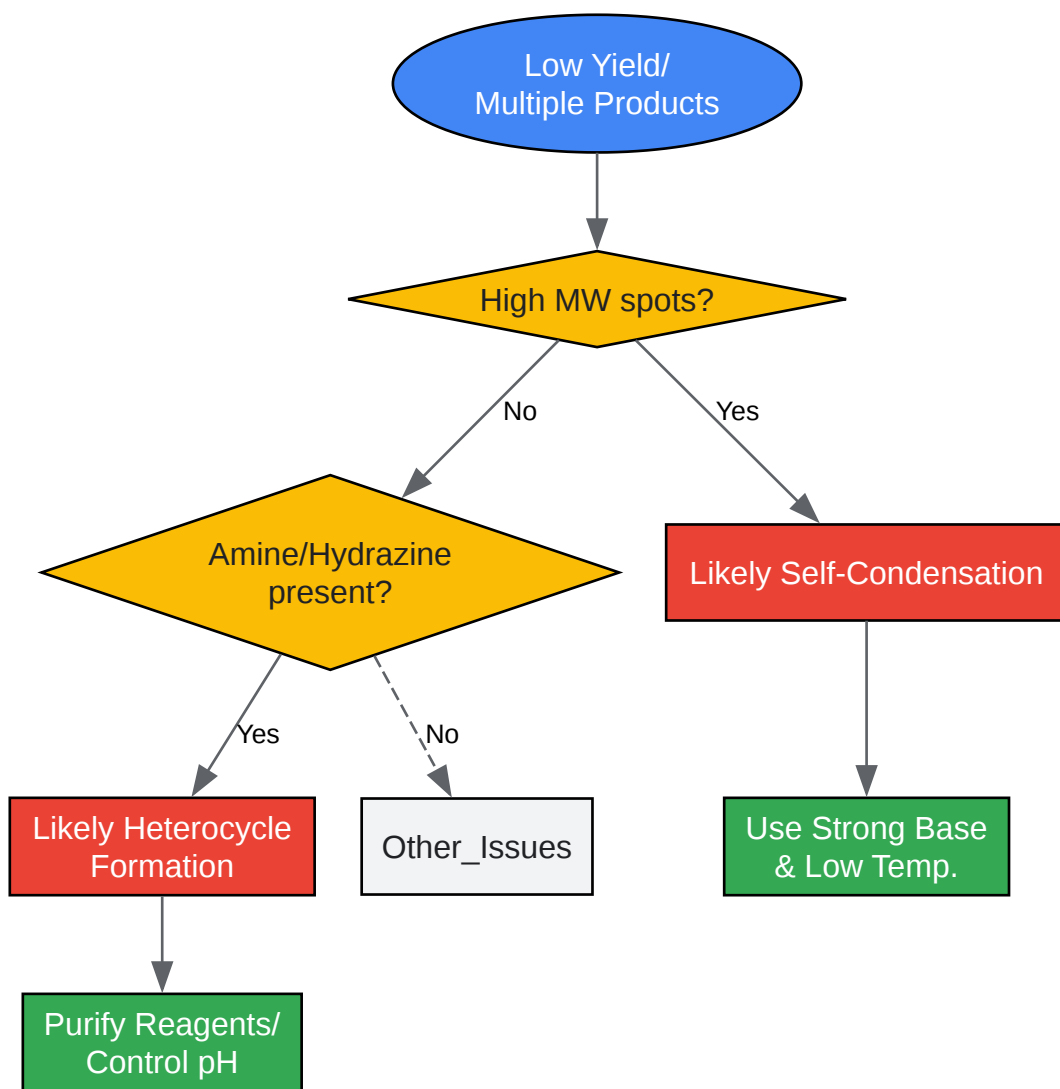 Low Yield/
Multiple Products
High MW spots?
No
Yes
Amine/Hydrazine
present?
Likely Self-Condensation
Yes
No
Likely Heterocycle
Formation
Other_Issues
Use Strong Base
& Low Temp.
Purify Reagents/
Control pH